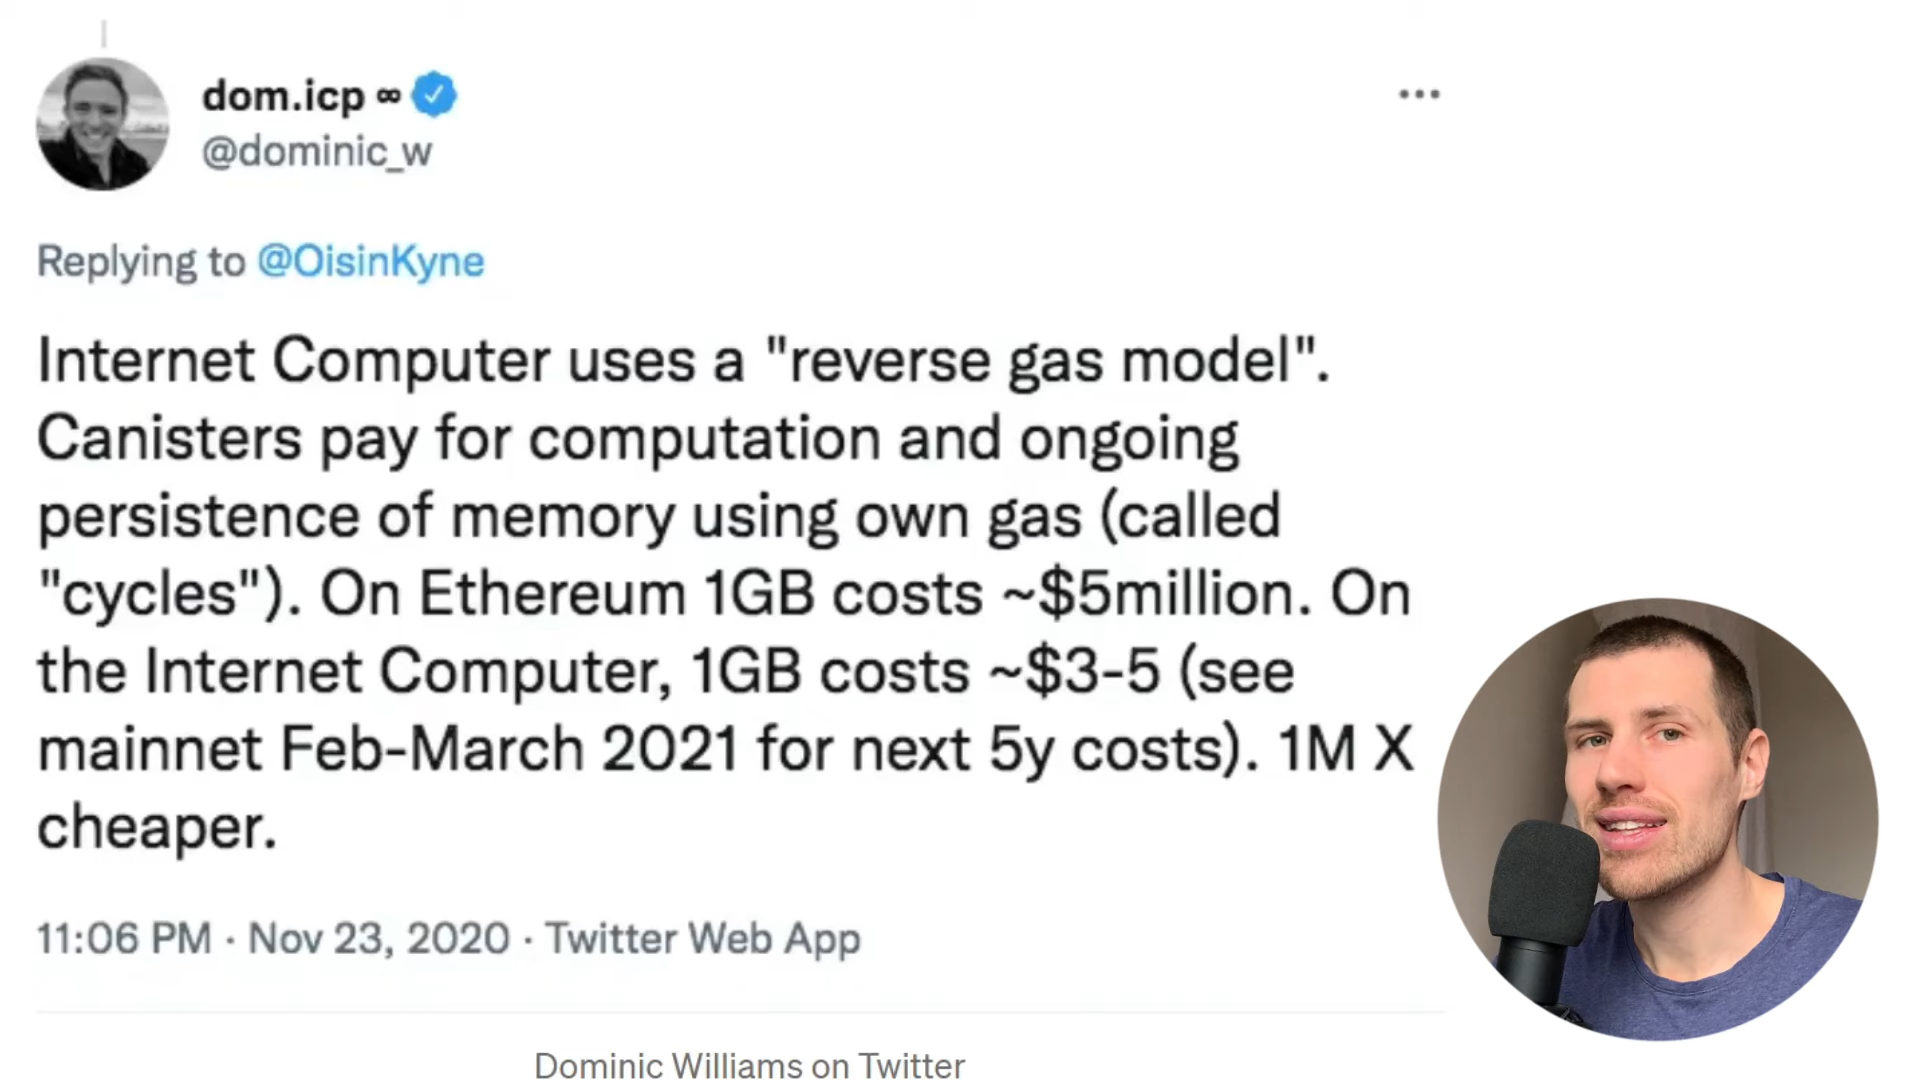 dom.icp ∞
@dominic_w
Replying to @OisinKyne
Internet Computer uses a "reverse gas model".
Canisters pay for computation and ongoing
persistence of memory using own gas (called
"cycles"). On Ethereum 1GB costs ~$5million. On
the Internet Computer, 1GB costs ~$3-5 (see
mainnet Feb-March 2021 for next 5y costs). 1M X
cheaper.
11:06 PM · Nov 23, 2020 · Twitter Web App
Dominic Williams on Twitter